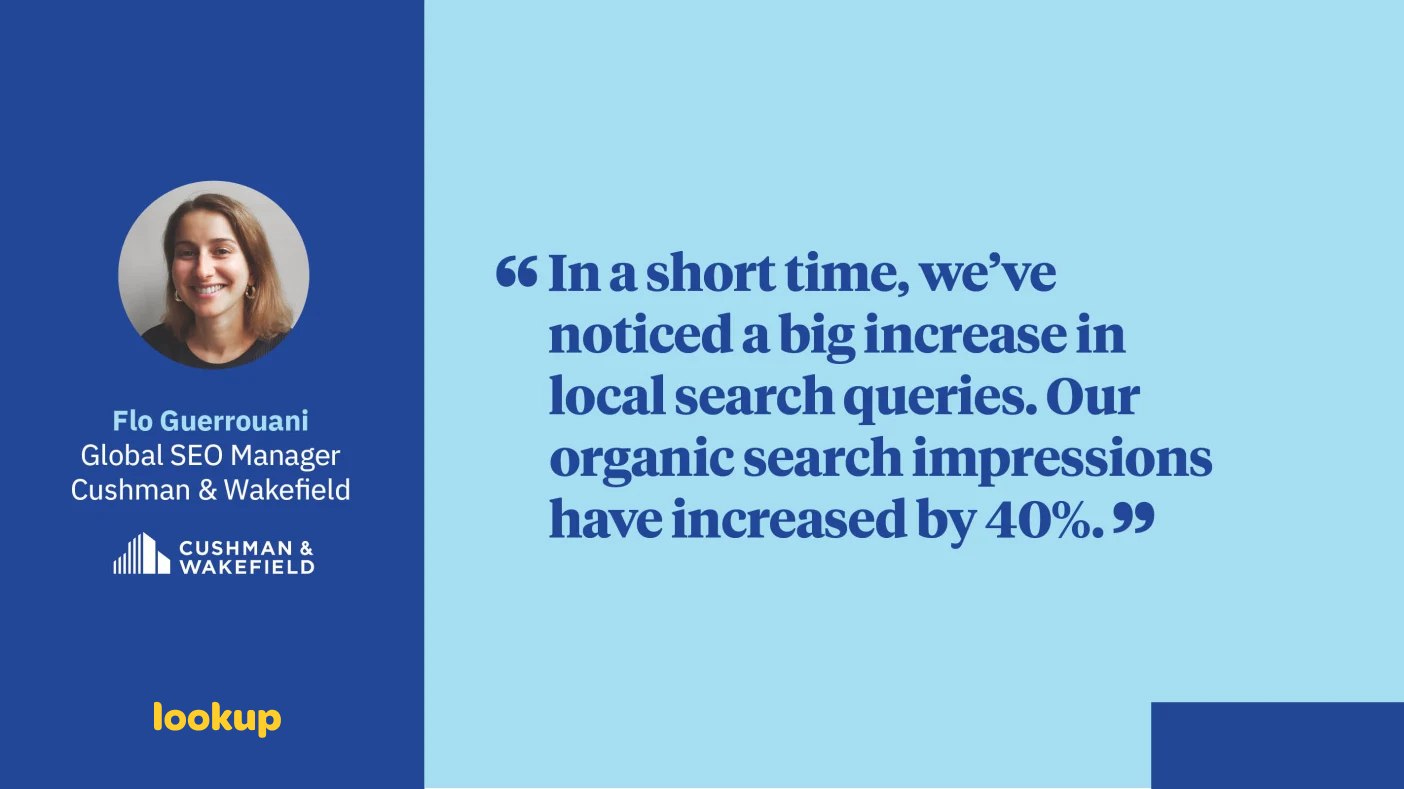 Flo Guerrouani
Global SEO Manager
Cushman & Wakefield
CUSHMAN &
WAKEFIELD
lookup
“ In a short time, we’ve
noticed a big increase in
local search queries. Our
organic search impressions
have increased by 40%. ”